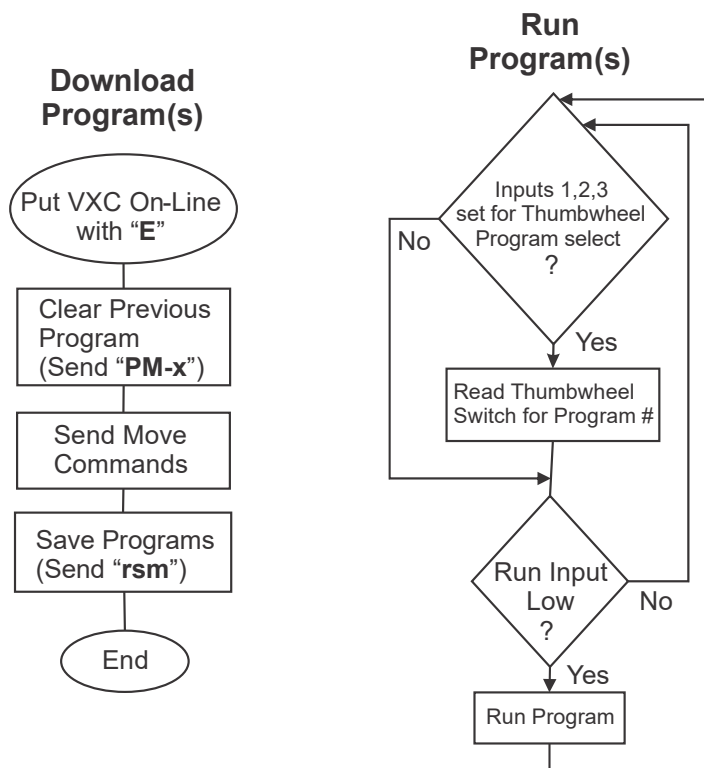 Download
Program(s)
Put VXC On-Line
with “E”
Clear Previous
Program
(Send “PM-x”)
Send Move
Commands
Save Programs
(Send “rsm”)
End
Run
Program(s)
Inputs 1,2,3
set for Thumbwheel
Program select
?
No
Yes
Read Thumbwheel
Switch for Program #
Run Input
Low
?
No
Yes
Run Program